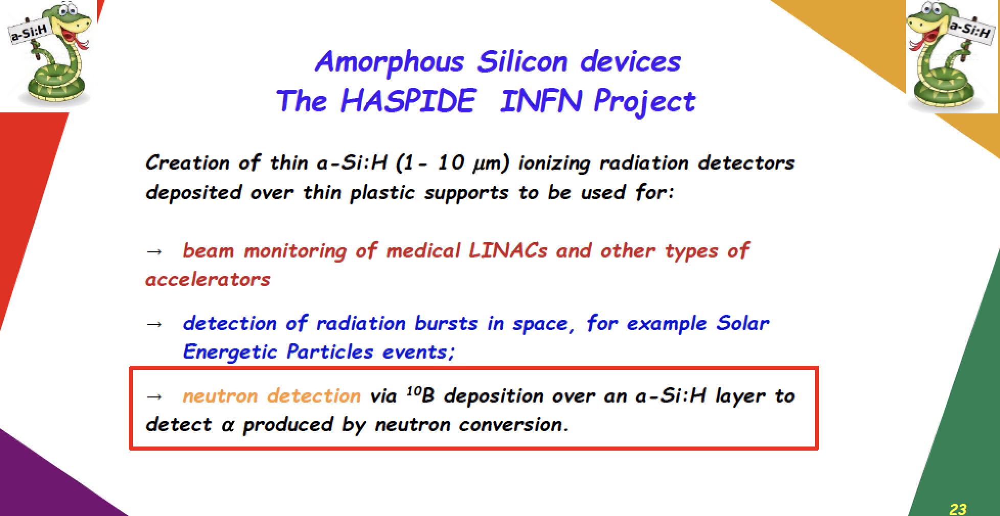 a-Si:H
a-Si:H
Amorphous Silicon devices
The HASPIDE INFN Project
Creation of thin a-Si:H (1- 10 μm) ionizing radiation detectors
deposited over thin plastic supports to be used for:
→ beam monitoring of medical LINACs and other types of
accelerators
→ detection of radiation bursts in space, for example Solar
Energetic Particles events;
→ neutron detection via ¹⁰B deposition over an a-Si:H layer to
detect α produced by neutron conversion.
23